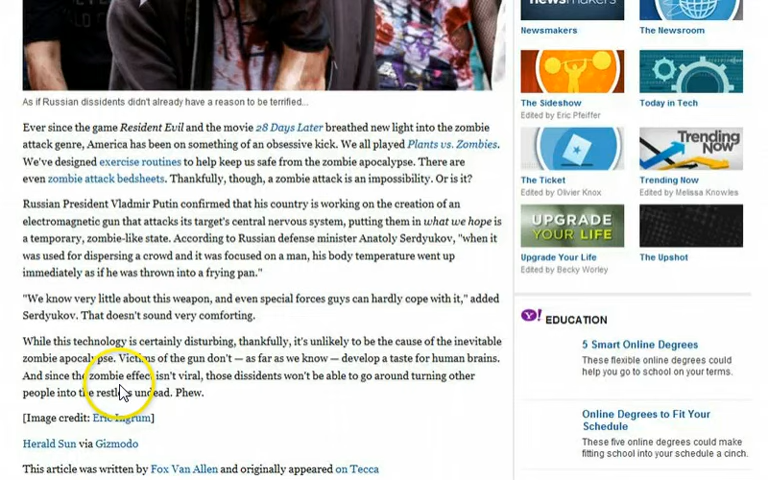 newsmakers
Newsmakers
The Newsroom
As if Russian dissidents didn't already have a reason to be terrified...
Ever since the game Resident Evil and the movie 28 Days Later breathed new light into the zombie
attack genre, America has been on something of an obsessive kick. We all played Plants vs. Zombies.
We've designed exercise routines to help keep us safe from the zombie apocalypse. There are
even zombie attack bedsheets. Thankfully, though, a zombie attack is an impossibility. Or is it?
Russian President Vladmir Putin confirmed that his country is working on the creation of an
electromagnetic gun that attacks its target's central nervous system, putting them in what we hope is
a temporary, zombie-like state. According to Russian defense minister Anatoly Serdyukov, "when it
was used for dispersing a crowd and it was focused on a man, his body temperature went up
immediately as if he was thrown into a frying pan."
"We know very little about this weapon, and even special forces guys can hardly cope with it," added
Serdyukov. That doesn't sound very comforting.
While this technology is certainly disturbing, thankfully, it's unlikely to be the cause of the inevitable
zombie apocalypse. Victims of the gun don't — as far as we know — develop a taste for human brains.
And since the zombie effect isn't viral, those dissidents won't be able to go around turning other
people into the restless undead. Phew.
[Image credit: Eric Ingrum]
Herald Sun via Gizmodo
This article was written by Fox Van Allen and originally appeared on Tecca
The Sideshow
Edited by Eric Pfeiffer
Today in Tech
Trending
Now
The Ticket
Edited by Olivier Knox
Trending Now
Edited by Melissa Knowles
UPGRADE
YOUR LIFE
Upgrade Your Life
Edited by Becky Worley
The Upshot
Y! EDUCATION
5 Smart Online Degrees
These flexible online degrees could
help you go to school on your terms.
Online Degrees to Fit Your
Schedule
These five online degrees could make
fitting school into your schedule a cinch.